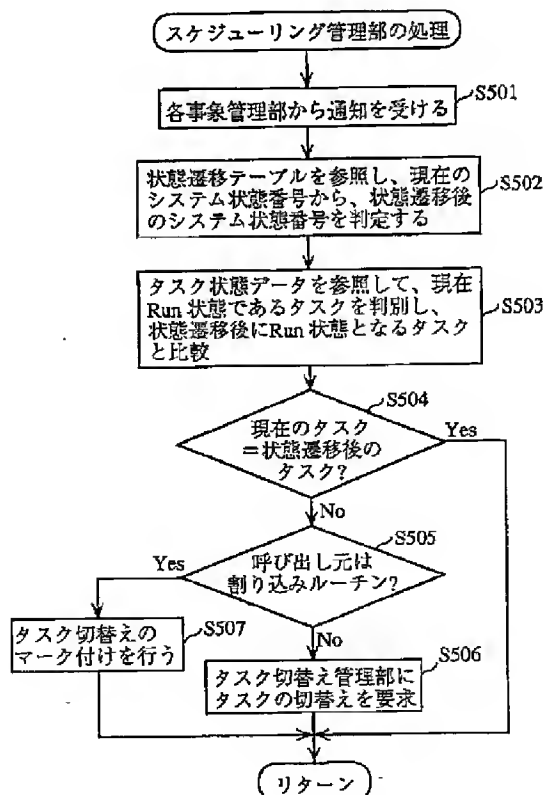 スケジューリング管理部の処理
S501
各事象管理部から通知を受ける
S502
状態遷移テーブルを参照し、現在の
システム状態番号から、状態遷移後
のシステム状態番号を判定する
S503
タスク状態データを参照して、現在
Run 状態であるタスクを判別し、
状態遷移後にRun 状態となるタスク
と比較
S504
現在のタスク
＝状態遷移後の
タスク?
Yes
No
S505
呼び出し元は
割り込みルーチン?
Yes
No
S507
タスク切替えの
マーク付けを行う
S506
タスク切替え管理部に
タスクの切替えを要求
リターン